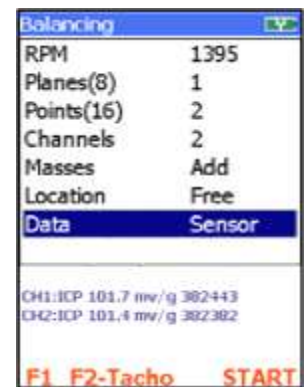 Balancing
RPM 1395
Planes(8) 1
Points(16) 2
Channels 2
Masses Add
Location Free
Data Sensor
CH1:ICP 101.7 mv/g 382443
CH2:ICP 101.4 mv/g 382382
F1 F2-Tacho START